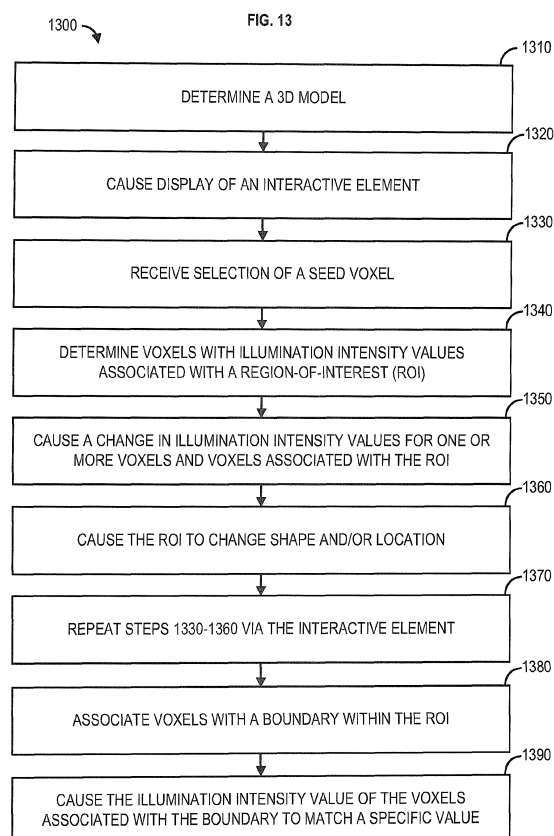 FIG. 13
1300
1310
DETERMINE A 3D MODEL
1320
CAUSE DISPLAY OF AN INTERACTIVE ELEMENT
1330
RECEIVE SELECTION OF A SEED VOXEL
1340
DETERMINE VOXELS WITH ILLUMINATION INTENSITY VALUES
ASSOCIATED WITH A REGION-OF-INTEREST (ROI)
1350
CAUSE A CHANGE IN ILLUMINATION INTENSITY VALUES FOR ONE OR
MORE VOXELS AND VOXELS ASSOCIATED WITH THE ROI
1360
CAUSE THE ROI TO CHANGE SHAPE AND/OR LOCATION
1370
REPEAT STEPS 1330-1360 VIA THE INTERACTIVE ELEMENT
1380
ASSOCIATE VOXELS WITH A BOUNDARY WITHIN THE ROI
1390
CAUSE THE ILLUMINATION INTENSITY VALUE OF THE VOXELS
ASSOCIATED WITH THE BOUNDARY TO MATCH A SPECIFIC VALUE